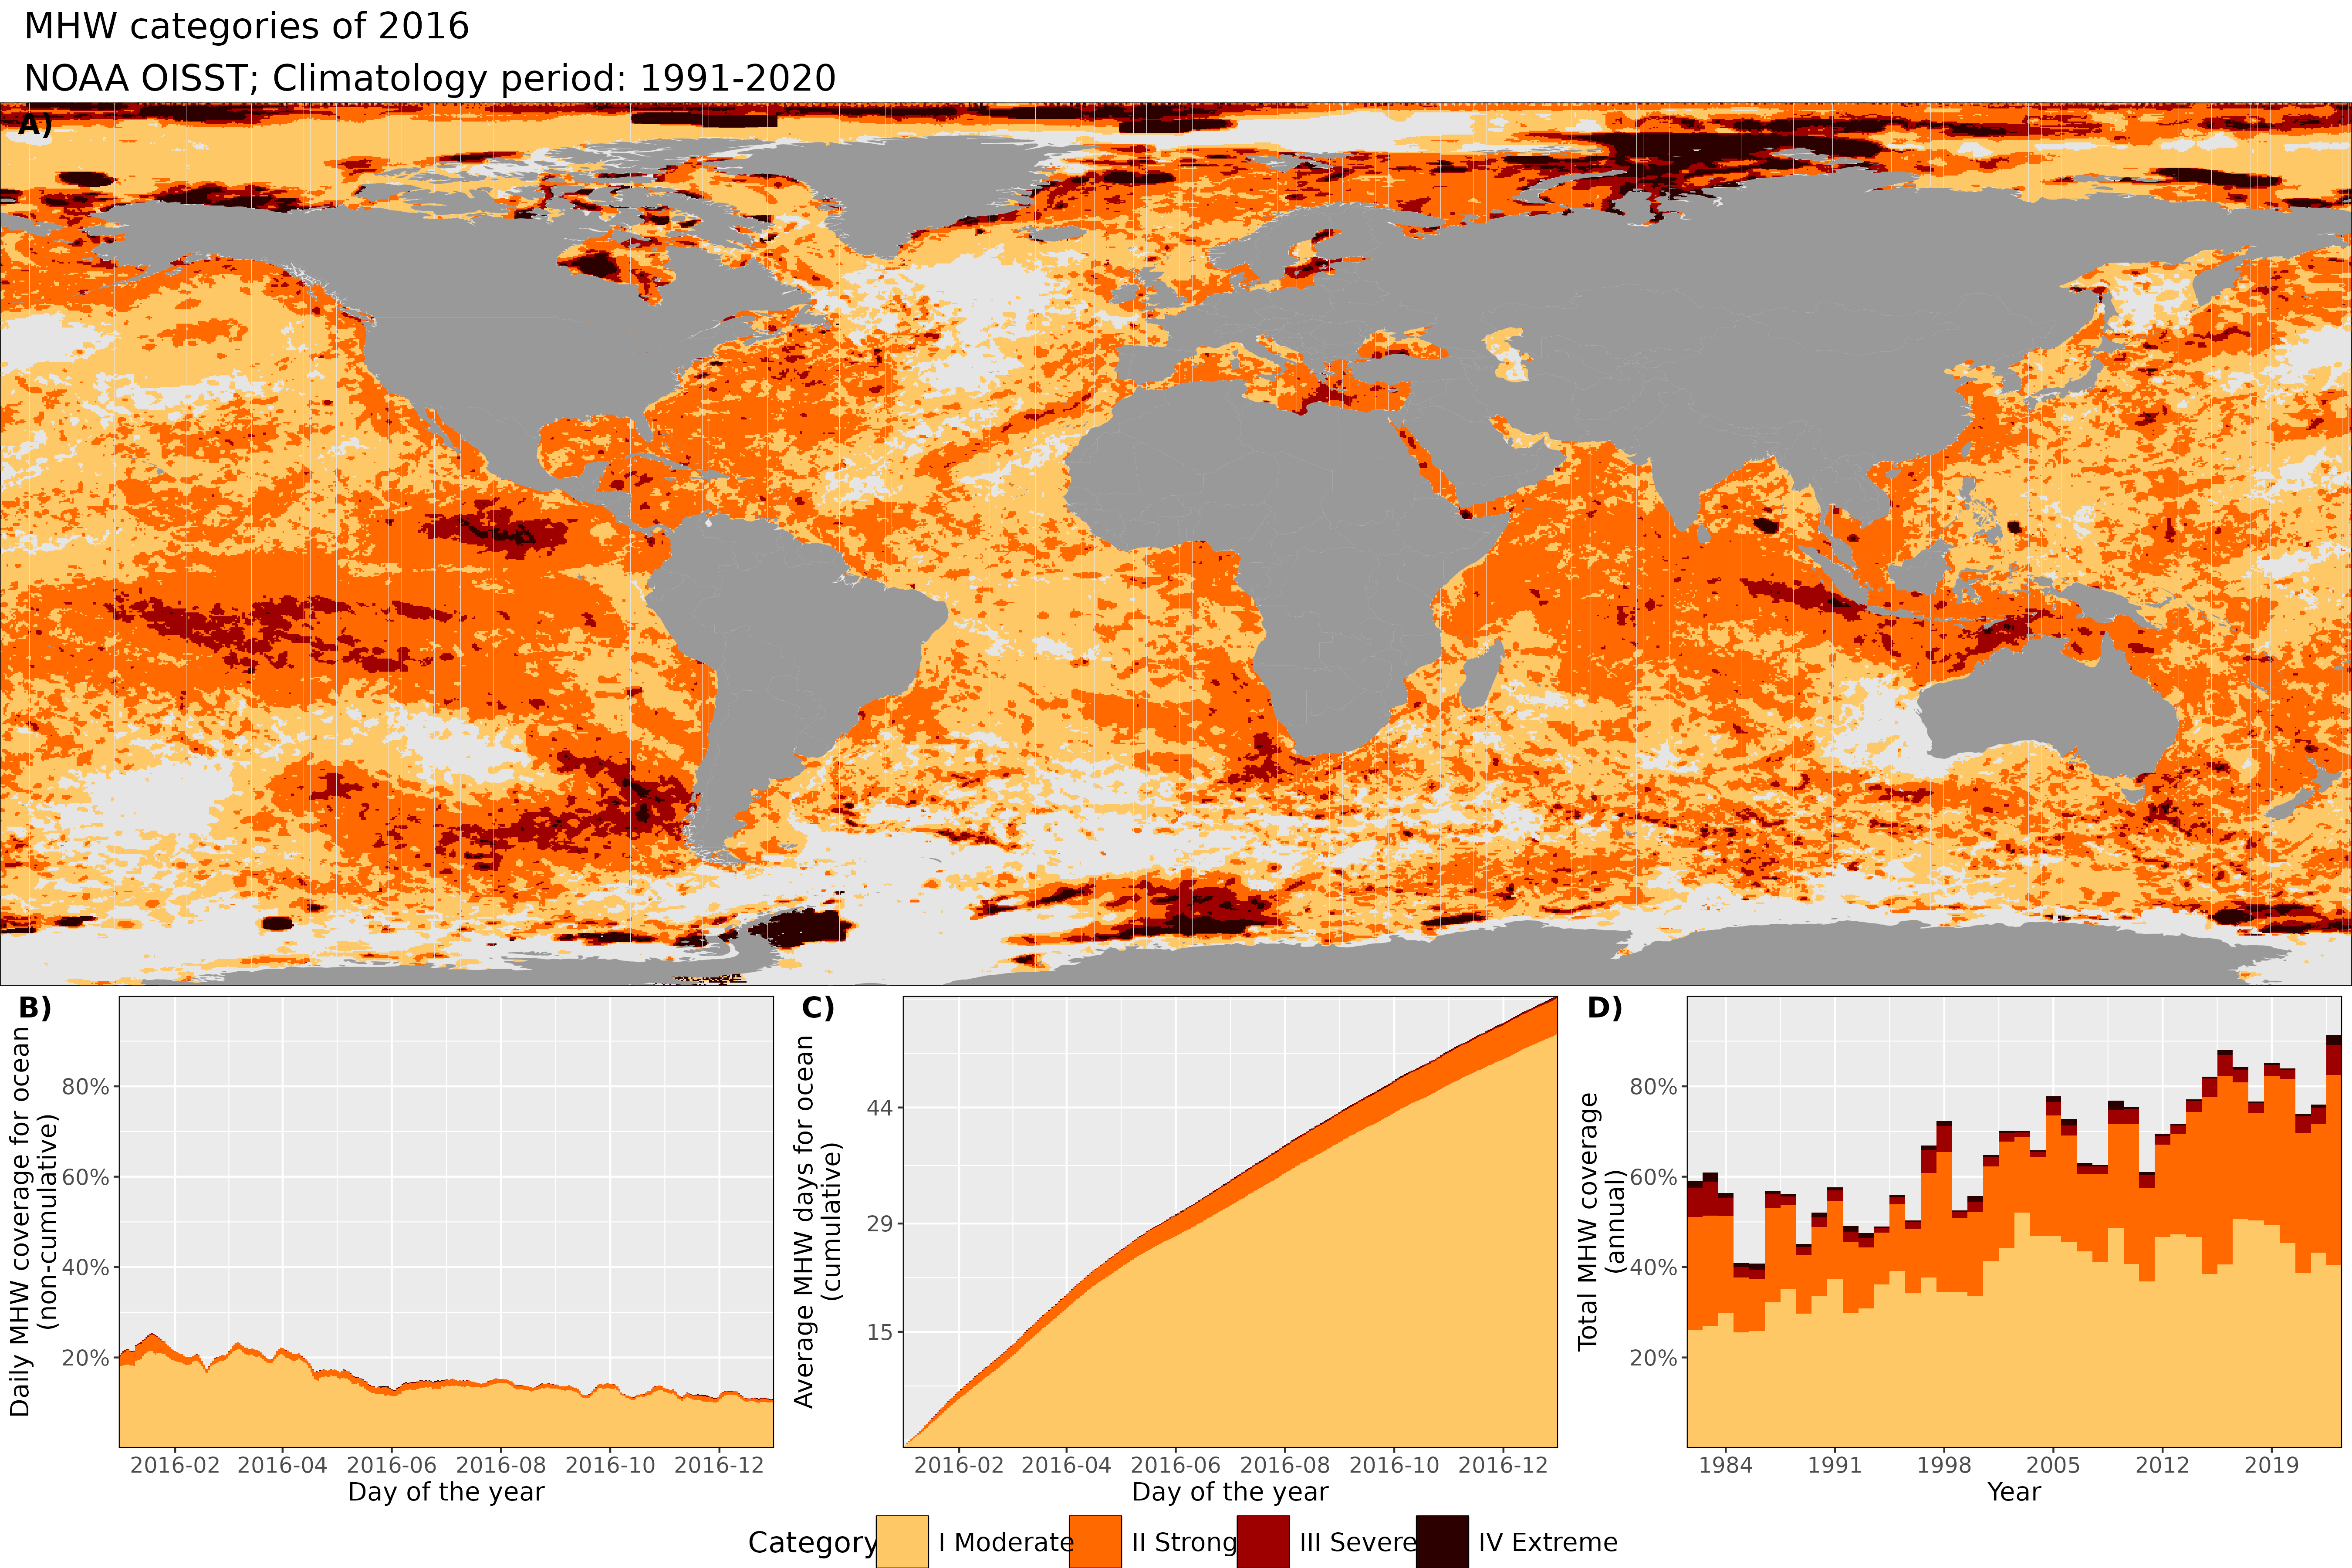 MHW categories of 2016
NOAA OISST; Climatology period: 1991-2020
A)
B)
Daily MHW coverage for ocean
(non-cumulative)
80%
60%
40%
20%
2016-02 2016-04 2016-06 2016-08 2016-10 2016-12
Day of the year
C)
Average MHW days for ocean
(cumulative)
44
29
15
2016-02 2016-04 2016-06 2016-08 2016-10 2016-12
Day of the year
D)
Total MHW coverage
(annual)
80%
60%
40%
20%
1984 1991 1998 2005 2012 2019
Year
Category I Moderate II Strong III Severe IV Extreme